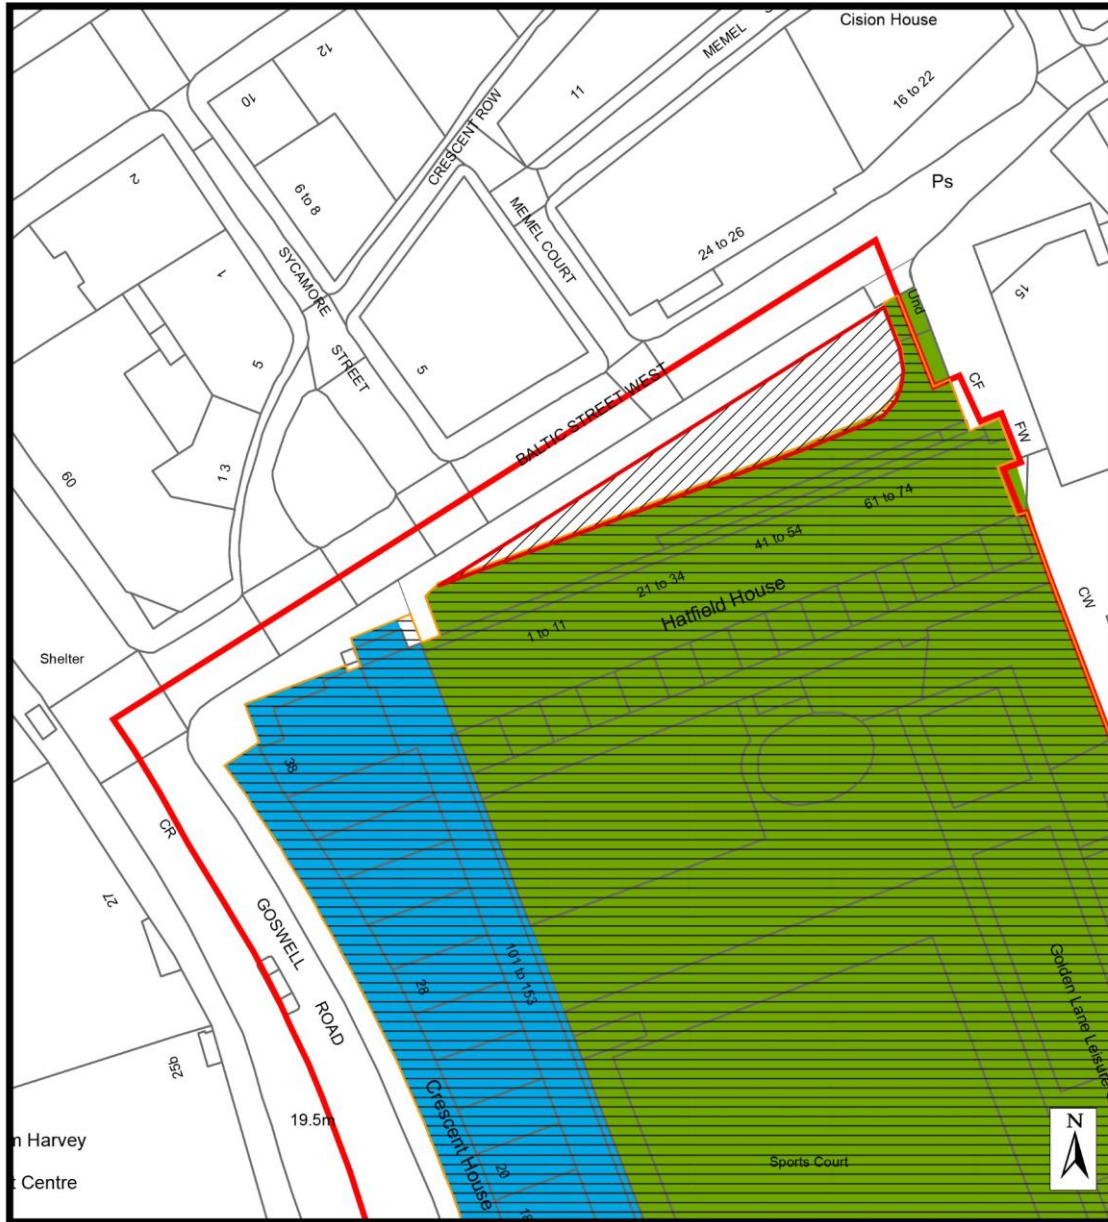 Cision House
12
MEMEL
11
16 to 22
10
CRESCENT ROW
2
6 to 8
Ps
MEMEL COURT
24 to 26
SYCAMORE
STREET
1
15
Und
5
5
BALTIC STREET WEST
CF
FW
13
60
61 to 74
41 to 54
21 to 34
Hatfield House
1 to 11
CW
Shelter
38
CR
27
GOSWELL
ROAD
101 to 153
28
Golden Lane Leisure
25b
Crescent House
19.5m
m Harvey
t Centre
Sports Court
20
18
N